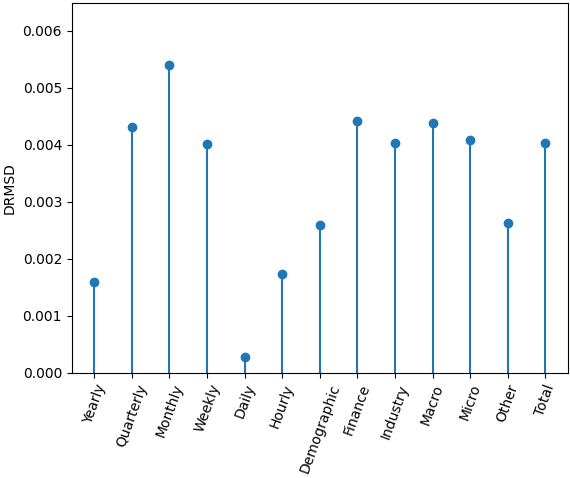 0.006
0.005
0.004
0.003
0.002
0.001
0.000
DRMSD
Yearly
Quarterly
Monthly
Weekly
Daily
Hourly
Demographic
Finance
Industry
Macro
Micro
Other
Total